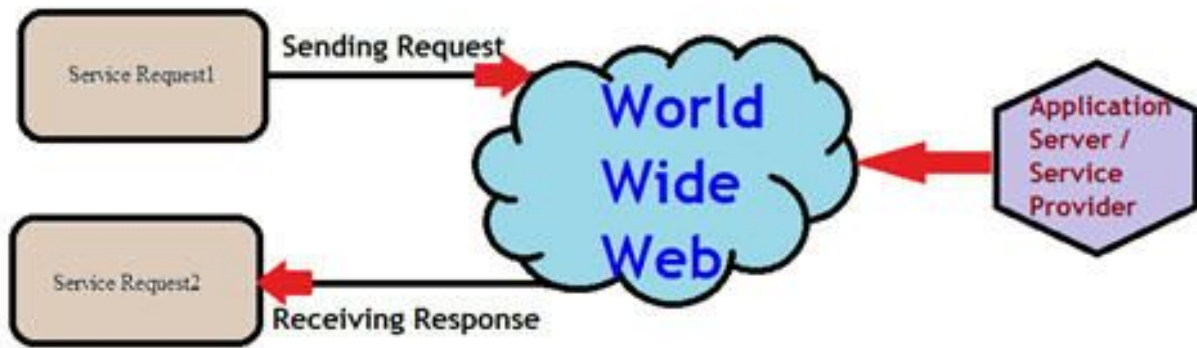 Service Request1
Sending Request
World
Wide
Web
Application
Server /
Service
Provider
Service Request2
Receiving Response